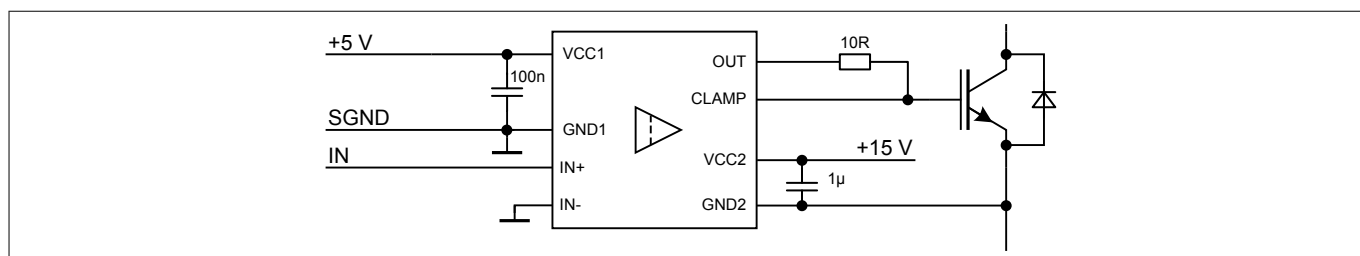 +5 V
100n
SGND
IN
VCC1
GND1
IN+
IN-
OUT
CLAMP
VCC2
GND2
10R
+15 V
1µ